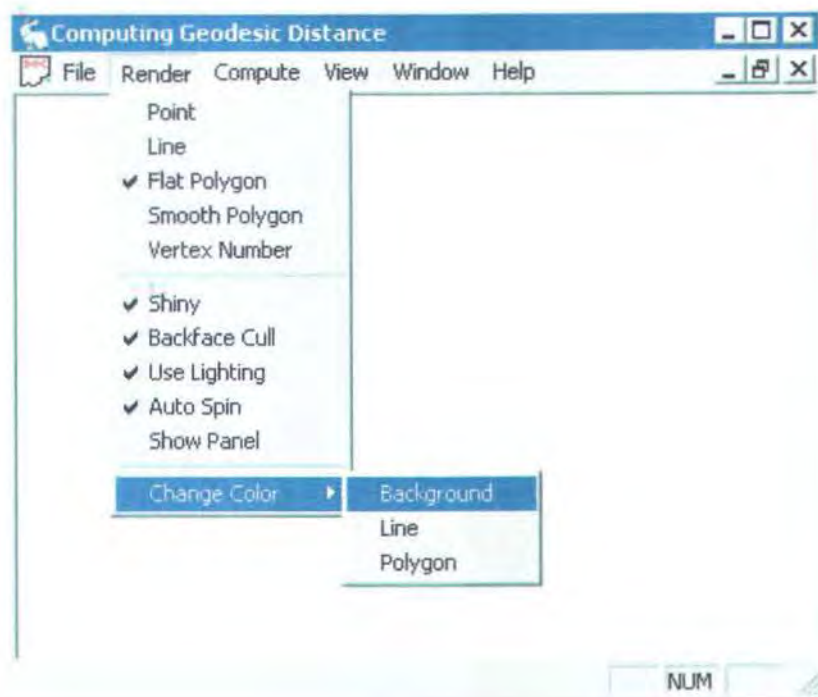 Computing Geodesic Distance
File Render Compute View Window Help
Point
Line
Flat Polygon
Smooth Polygon
Vertex Number
Shiny
Backface Cull
Use Lighting
Auto Spin
Show Panel
Change Color
Background
Line
Polygon
NUM